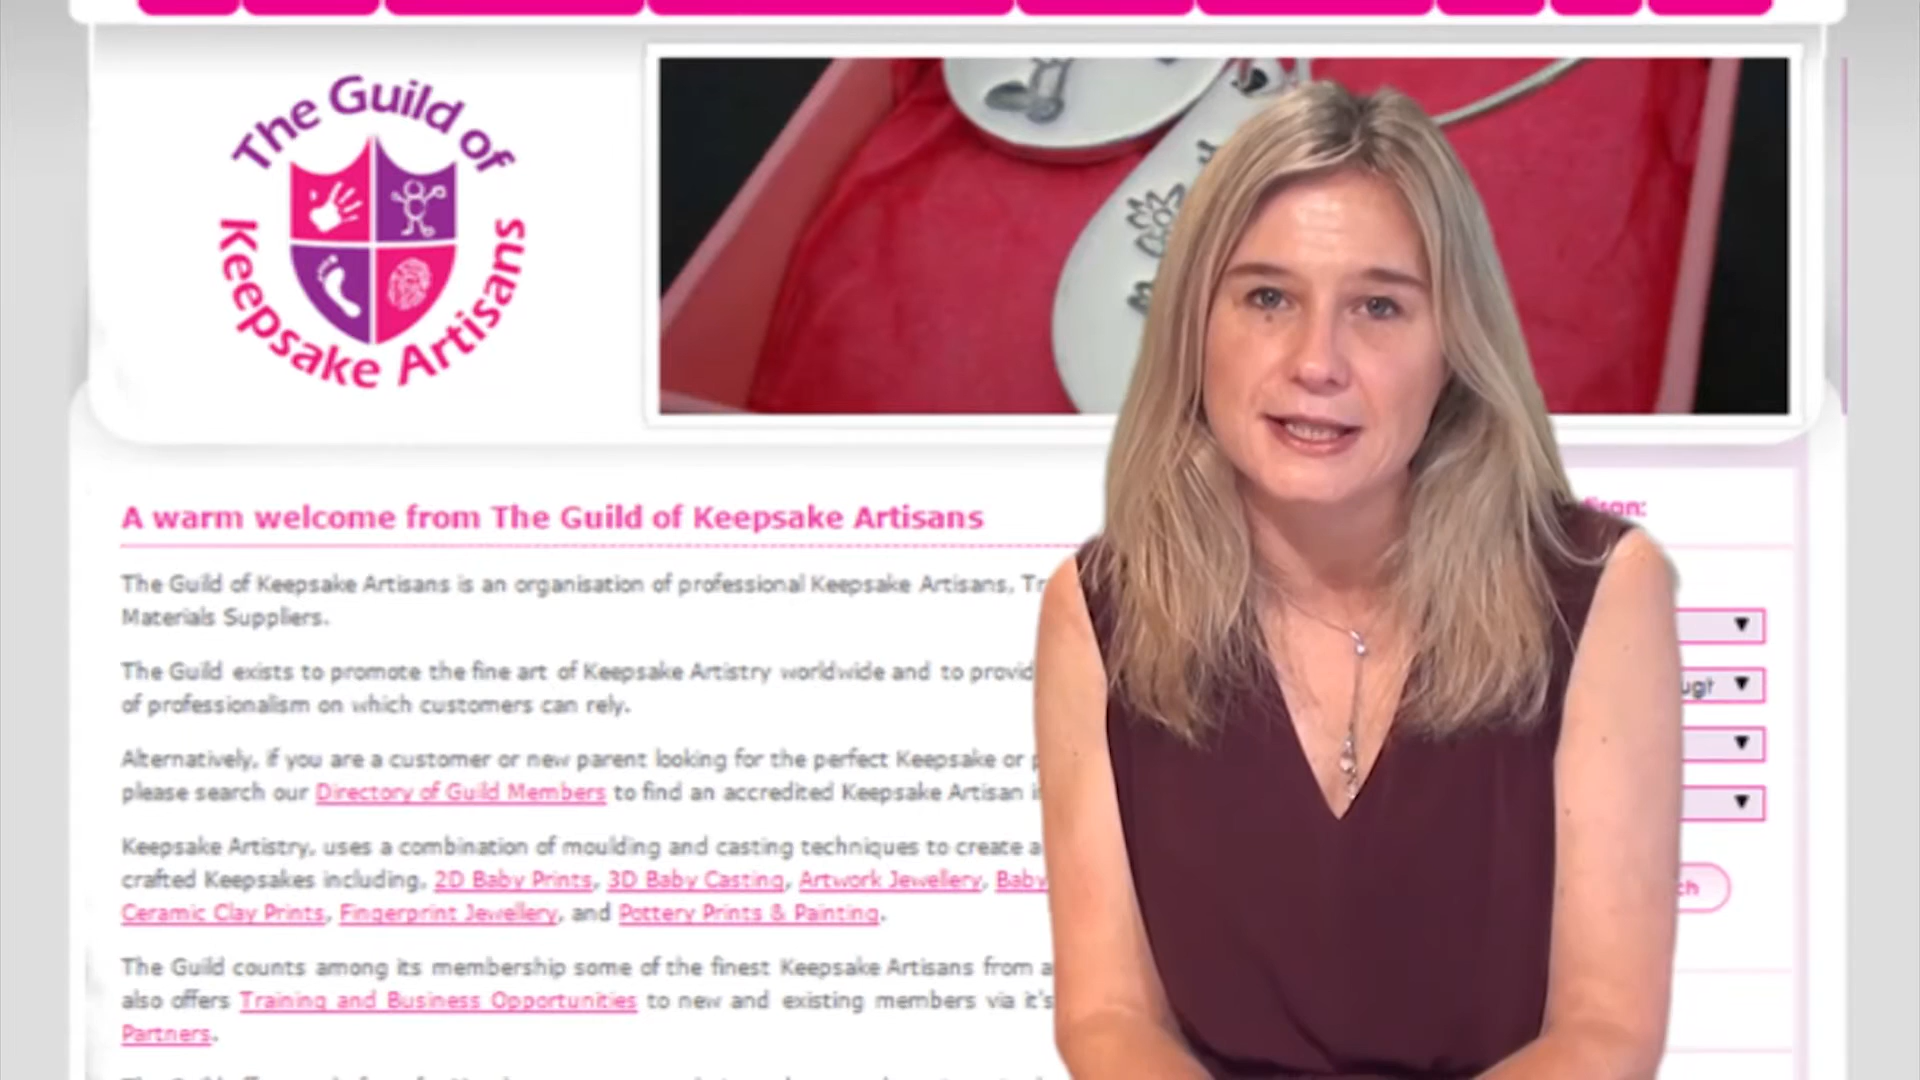 The Guild of
Keepsake Artisans
A warm welcome from The Guild of Keepsake Artisans
The Guild of Keepsake Artisans is an organisation of professional Keepsake Artisans, Tr
Materials Suppliers.
The Guild exists to promote the fine art of Keepsake Artistry worldwide and to provid
of professionalism on which customers can rely.
Alternatively, if you are a customer or new parent looking for the perfect Keepsake or p
please search our Directory of Guild Members to find an accredited Keepsake Artisan i
Keepsake Artistry, uses a combination of moulding and casting techniques to create a
crafted Keepsakes including, 2D Baby Prints, 3D Baby Casting, Artwork Jewellery, Baby
Ceramic Clay Prints, Fingerprint Jewellery, and Pottery Prints & Painting.
The Guild counts among its membership some of the finest Keepsake Artisans from a
also offers Training and Business Opportunities to new and existing members via it's
Partners.
isan:
ugh
ch